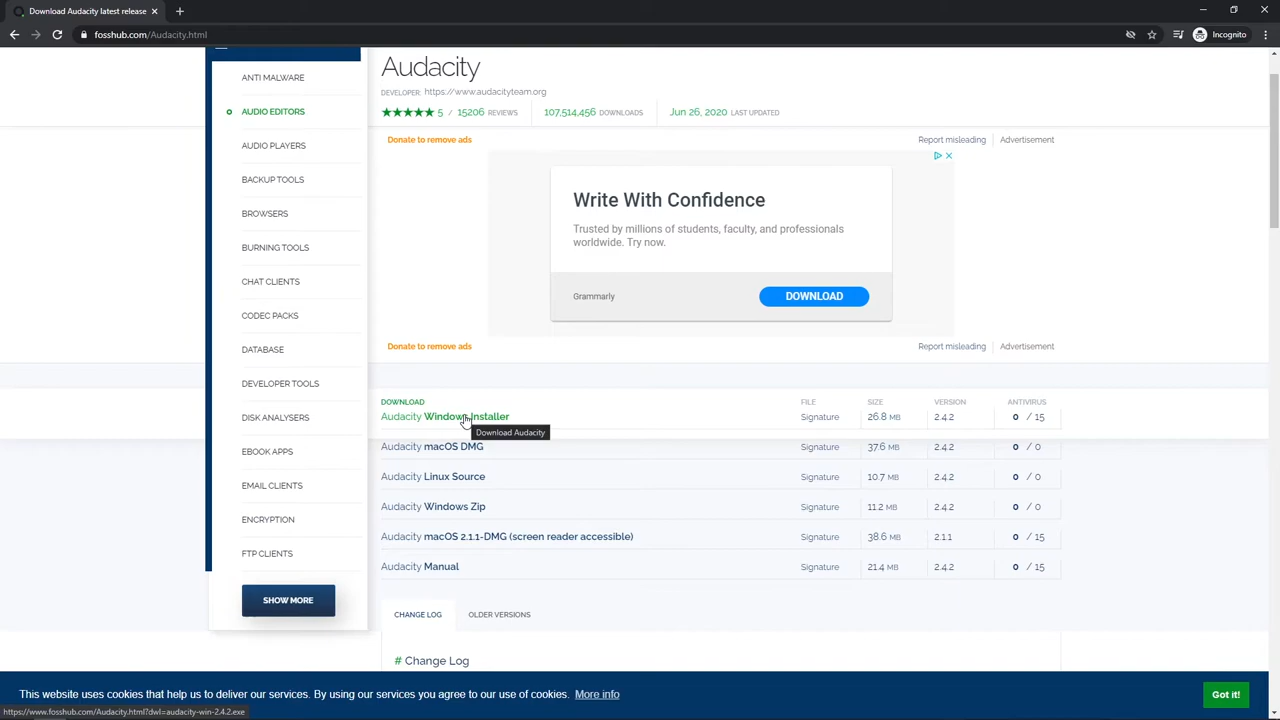 Download Audacity latest release
fosshub.com/Audacity.html
Incognito
ANTI MALWARE
AUDIO EDITORS
AUDIO PLAYERS
BACKUP TOOLS
BROWSERS
BURNING TOOLS
CHAT CLIENTS
CODEC PACKS
DATABASE
DEVELOPER TOOLS
DISK ANALYSERS
EBOOK APPS
EMAIL CLIENTS
ENCRYPTION
FTP CLIENTS
SHOW MORE
Audacity
DEVELOPER: https://www.audacityteam.org
5 / 15206 REVIEWS 107,514,456 DOWNLOADS Jun 26, 2020 LAST UPDATED
Donate to remove ads Report misleading Advertisement
Write With Confidence
Trusted by millions of students, faculty, and professionals
worldwide. Try now.
Grammarly DOWNLOAD
Donate to remove ads Report misleading Advertisement
DOWNLOAD FILE SIZE VERSION ANTIVIRUS
Audacity Windows Installer Signature 26.8 MB 2.4.2 0 / 15
Download Audacity
Audacity macOS DMG Signature 37.6 MB 2.4.2 0 / 0
Audacity Linux Source Signature 10.7 MB 2.4.2 0 / 0
Audacity Windows Zip Signature 11.2 MB 2.4.2 0 / 0
Audacity macOS 2.1.1-DMG (screen reader accessible) Signature 38.6 MB 2.1.1 0 / 15
Audacity Manual Signature 21.4 MB 2.4.2 0 / 15
CHANGE LOG OLDER VERSIONS
# Change Log
This website uses cookies that help us to deliver our services. By using our services you agree to our use of cookies. More info Got it!
https://www.fosshub.com/Audacity.html?dwl=audacity-win-2.4.2.exe